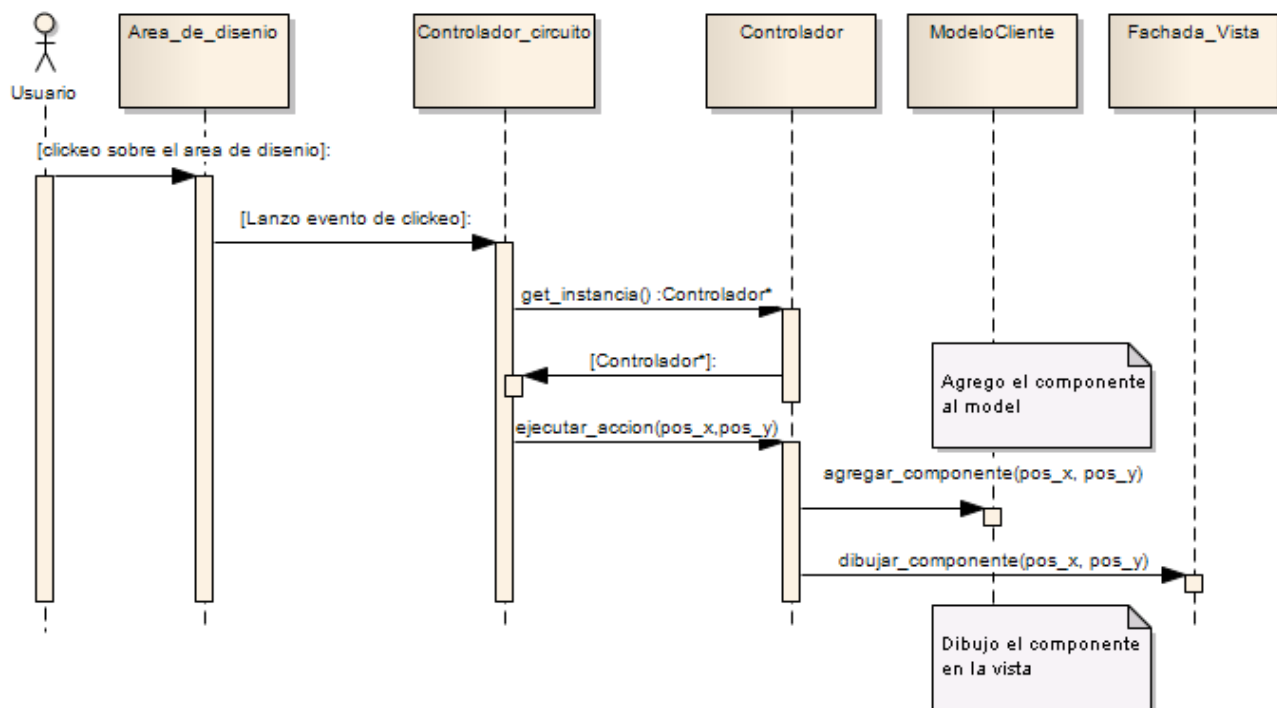 Area_de_disenio
Controlador_circuito
Controlador
ModeloCliente
Fachada_Vista
Usuario
[clickeo sobre el area de disenio]:
[Lanzo evento de clickeo]:
get_instancia() :Controlador*
[Controlador*]:
Agrego el componente
al model
ejecutar_accion(pos_x,pos_y)
agregar_componente(pos_x, pos_y)
dibujar_componente(pos_x, pos_y)
Dibujo el componente
en la vista